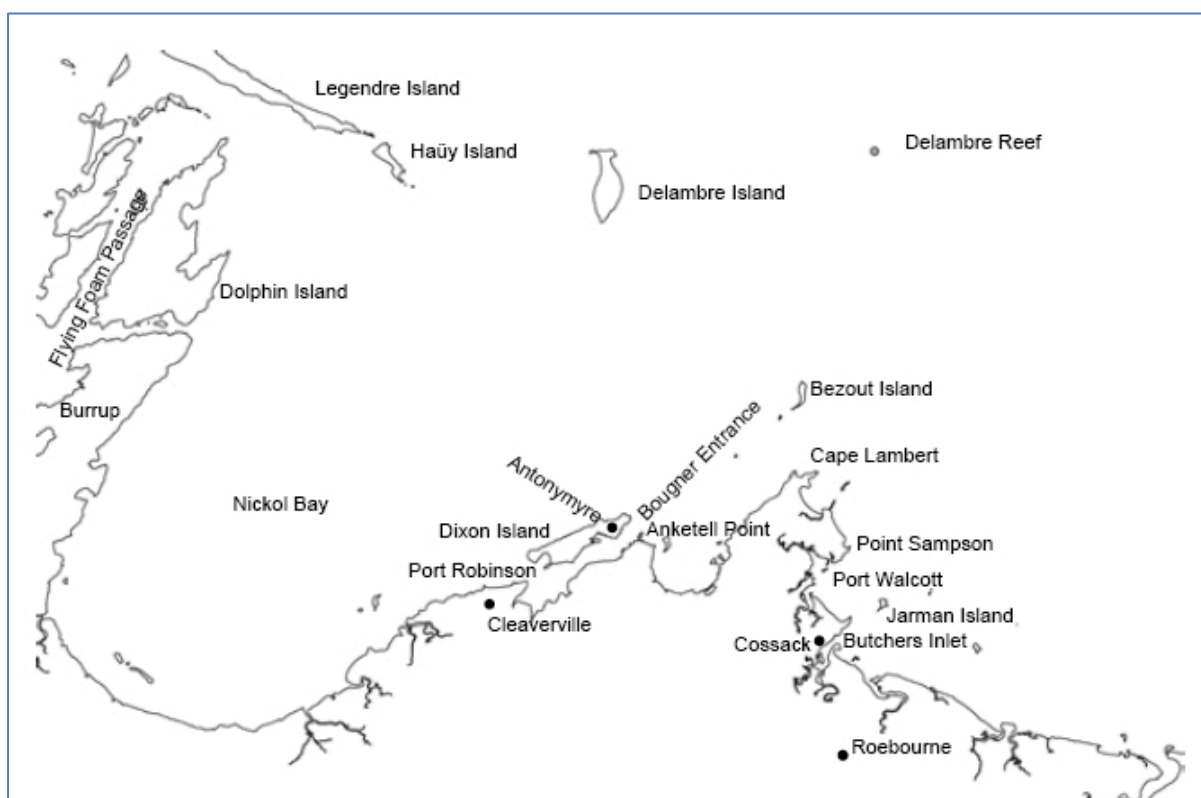 Legendre Island
Haüy Island
Delambre Reef
Delambre Island
Flying Foam Passage
Dolphin Island
Burrup
Bezout Island
Cape Lambert
Bougner Entrance
Antonymyre
Nickol Bay
Dixon Island
Anketell Point
Point Sampson
Port Robinson
Port Walcott
Jarman Island
Cleaverville
Cossack
Butchers Inlet
Roebourne